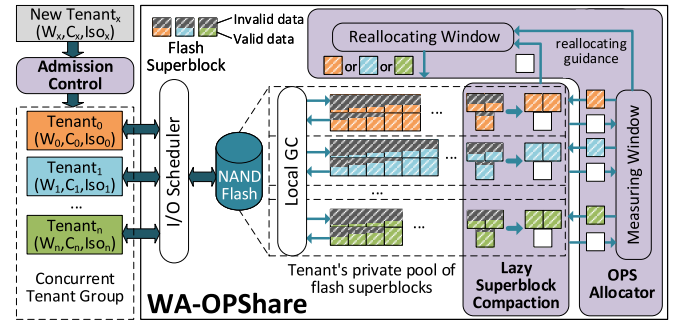 New Tenantx
(Wx,Cx,Isox)
Admission
Control
Tenant0
(W0,C0,Iso0)
Tenant1
(W1,C1,Iso1)
...
Tenantn
(Wn,Cn,Ison)
Concurrent
Tenant Group
Invalid data
Valid data
Flash
Superblock
I/O Scheduler
NAND
Flash
Local GC
Reallocating Window
or or
reallocating
guidance
...
...
...
...
Measuring Window
Tenant's private pool of
flash superblocks
Lazy
Superblock
Compaction
OPS
Allocator
WA-OPShare